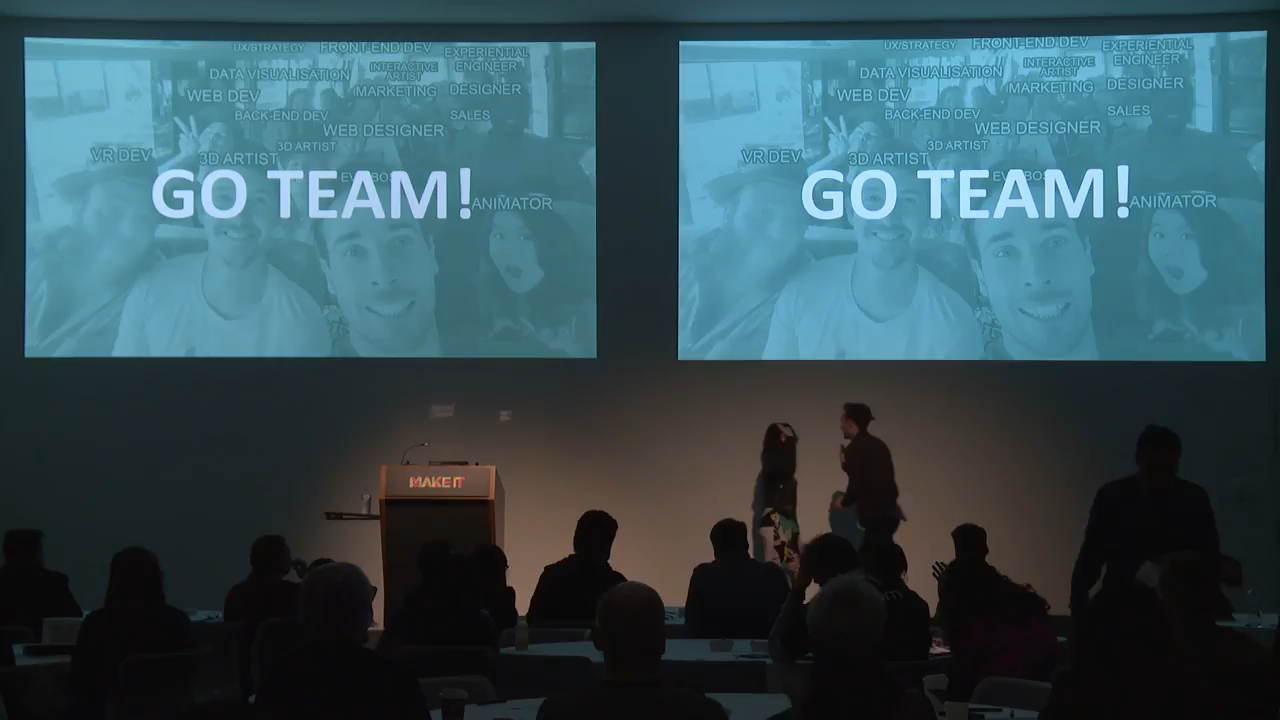 UX/STRATEGY
FRONT-END DEV
EXPERIENTIAL
ENGINEER
DATA VISUALISATION
INTERACTIVE
ARTIST
WEB DEV
MARKETING
DESIGNER
BACK-END DEV
SALES
WEB DESIGNER
3D ARTIST
VR DEV
3D ARTIST
GO TEAM!
ANIMATOR
UX/STRATEGY
FRONT-END DEV
EXPERIENTIAL
ENGINEER
DATA VISUALISATION
INTERACTIVE
ARTIST
WEB DEV
MARKETING
DESIGNER
BACK-END DEV
SALES
WEB DESIGNER
3D ARTIST
VR DEV
3D ARTIST
GO TEAM!
ANIMATOR
MAKE IT